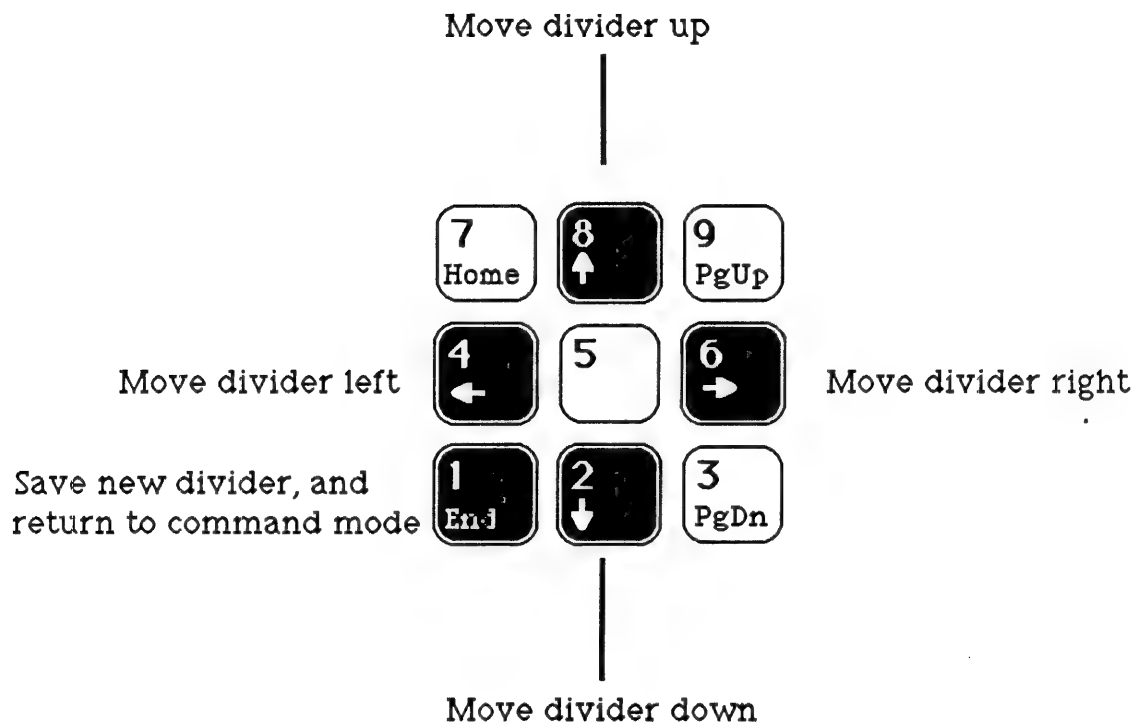 Move divider up
7
Home
8
9
PgUp
Move divider left
4
5
6
Move divider right
Save new divider, and
return to command mode
1
End
2
3
PgDn
Move divider down